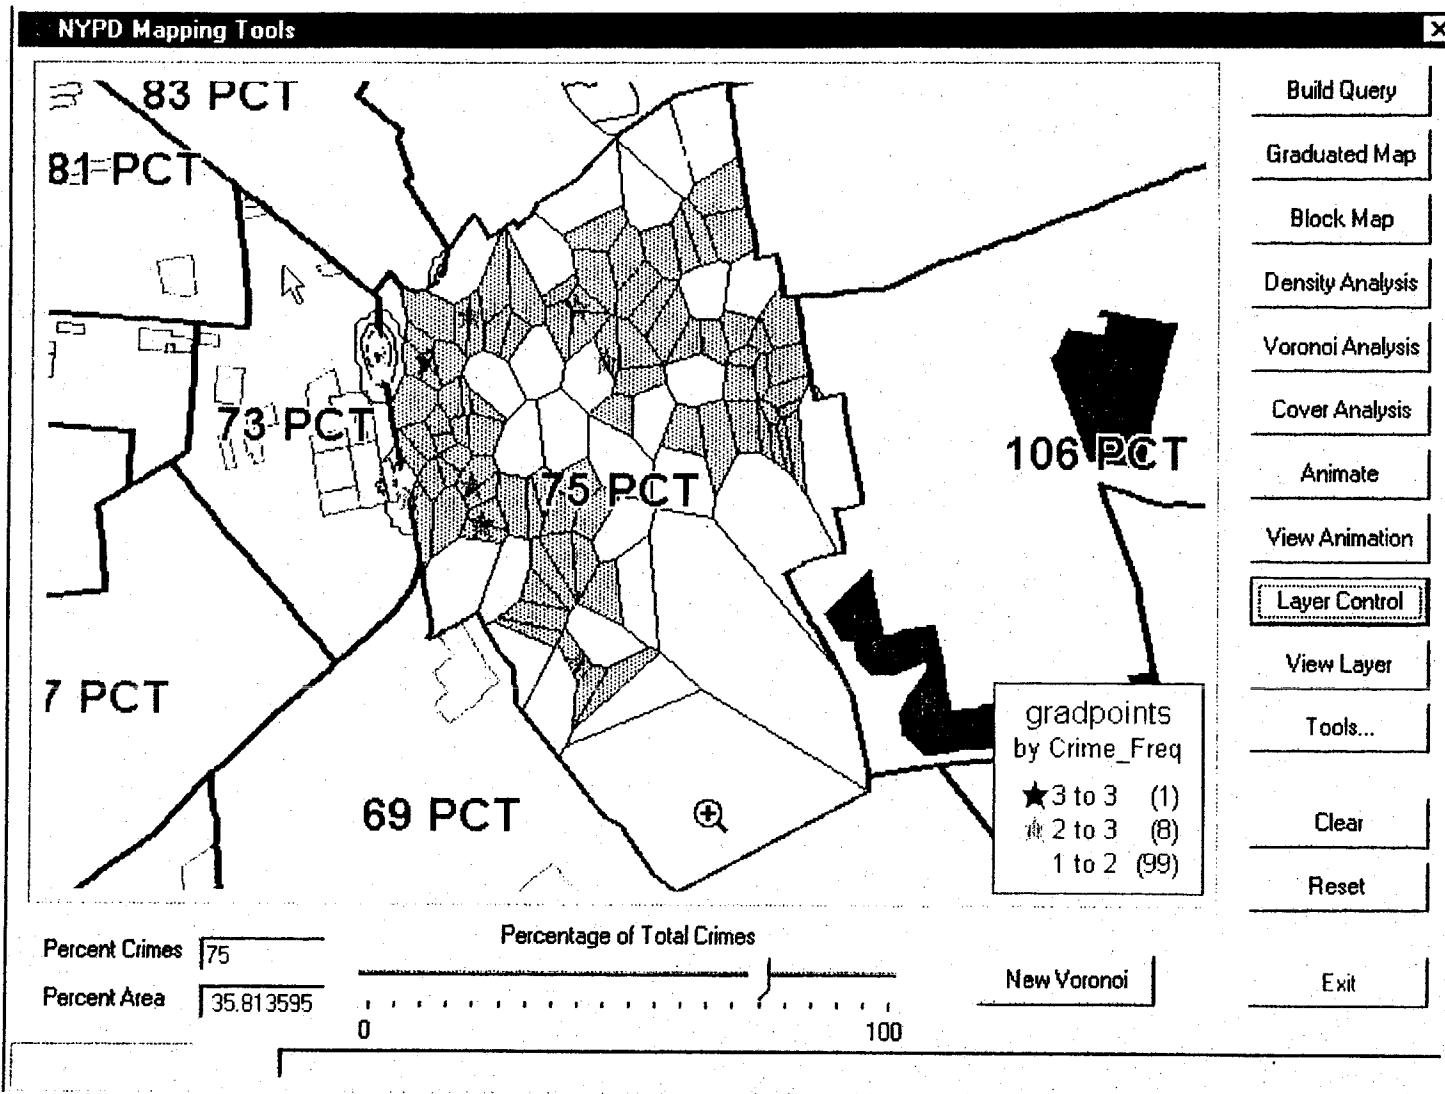 NYPD Mapping Tools
83 PCT
81 PCT
73 PCT
75 PCT
106 PCT
7 PCT
69 PCT
gradpoints
by Crime_Freq
3 to 3 (1)
2 to 3 (8)
1 to 2 (99)
Build Query
Graduated Map
Block Map
Density Analysis
Voronoi Analysis
Cover Analysis
Animate
View Animation
Layer Control
View Layer
Tools...
Clear
Reset
Exit
Percent Crimes 75
Percent Area 35.813595
Percentage of Total Crimes
0 100
New Voronoi